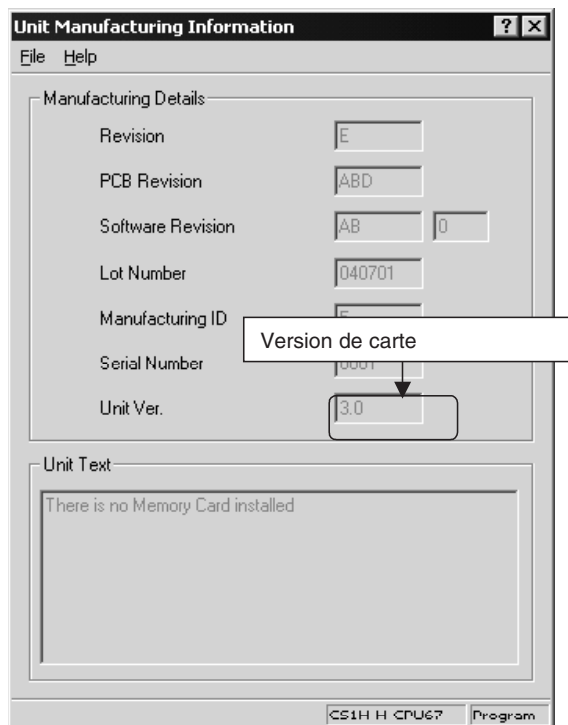 Unit Manufacturing Information
File Help
Manufacturing Details
Revision E
PCB Revision ABD
Software Revision AB 0
Lot Number 040701
Manufacturing ID
Version de carte
Serial Number 0001
Unit Ver. 3.0
Unit Text
There is no Memory Card installed
CS1H-H CPU67 Program